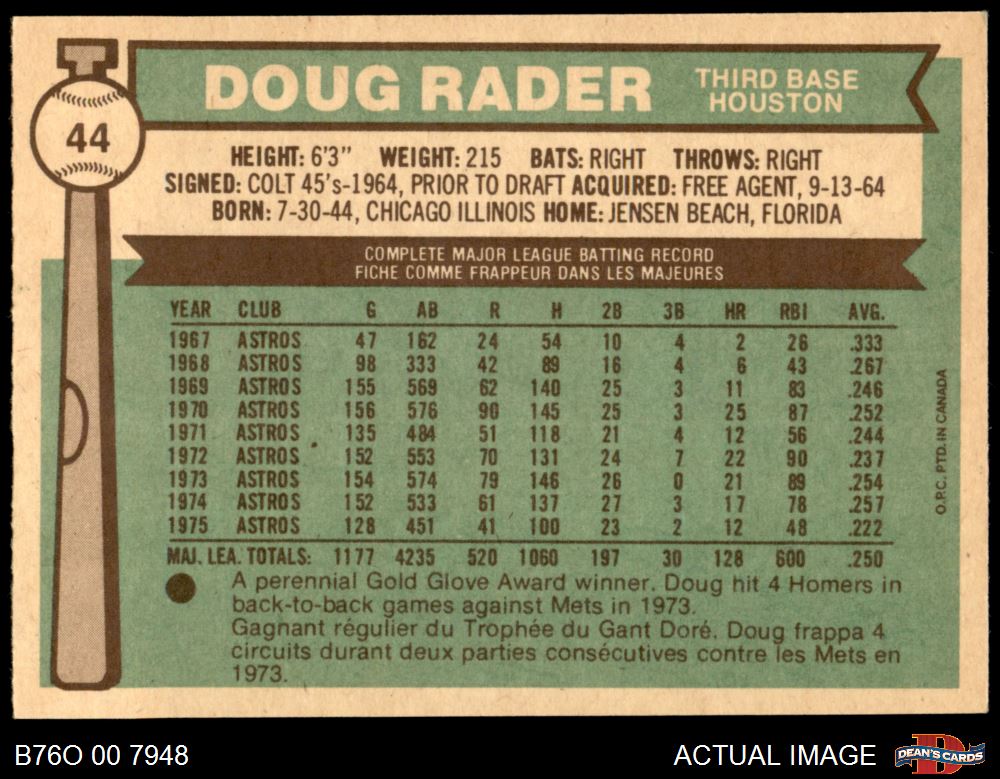 44
DOUG RADER THIRD BASE HOUSTON
HEIGHT: 6'3" WEIGHT: 215 BATS: RIGHT THROWS: RIGHT
SIGNED: COLT 45's-1964, PRIOR TO DRAFT ACQUIRED: FREE AGENT, 9-13-64
BORN: 7-30-44, CHICAGO ILLINOIS HOME: JENSEN BEACH, FLORIDA
COMPLETE MAJOR LEAGUE BATTING RECORD
FICHE COMME FRAPPEUR DANS LES MAJEURES
YEAR CLUB G AB R H 2B 3B HR RBI AVG.
1967 ASTROS 47 162 24 54 10 4 2 26 .333
1968 ASTROS 98 333 42 89 16 4 6 43 .267
1969 ASTROS 155 569 62 140 25 3 11 83 .246
1970 ASTROS 156 576 90 145 25 3 25 87 .252
1971 ASTROS 135 484 51 118 21 4 12 56 .244
1972 ASTROS 152 553 70 131 24 7 22 90 .237
1973 ASTROS 154 574 79 146 26 0 21 89 .254
1974 ASTROS 152 533 61 137 27 3 17 78 .257
1975 ASTROS 128 451 41 100 23 2 12 48 .222
MAJ. LEA. TOTALS: 1177 4235 520 1060 197 30 128 600 .250
A perennial Gold Glove Award winner. Doug hit 4 Homers in
back-to-back games against Mets in 1973.
Gagnant régulier du Trophée du Gant Doré. Doug frappa 4
circuits durant deux parties consécutives contre les Mets en
1973.
O.P.C. PTD. IN CANADA
B76O 00 7948
ACTUAL IMAGE
DEAN'S CARDS